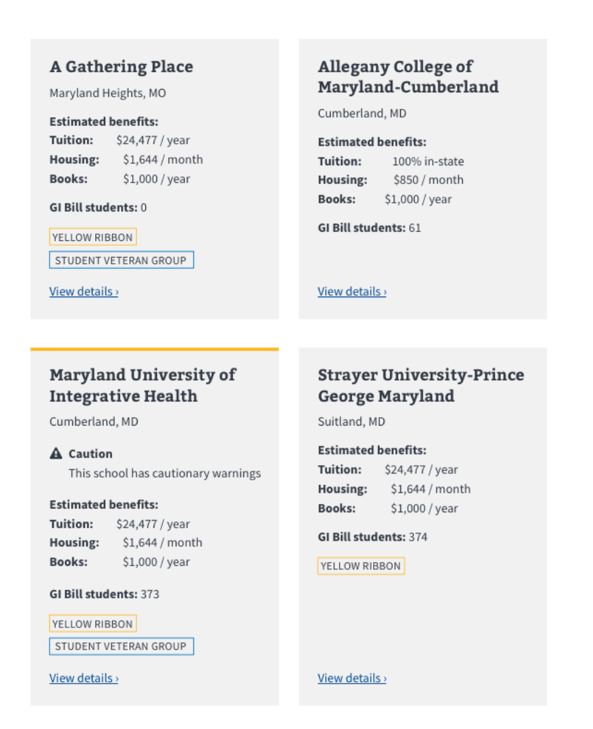 A Gathering Place
Maryland Heights, MO
Estimated benefits:
Tuition: $24,477 / year
Housing: $1,644 / month
Books: $1,000 / year
GI Bill students: 0
YELLOW RIBBON
STUDENT VETERAN GROUP
View details ›
Allegany College of
Maryland-Cumberland
Cumberland, MD
Estimated benefits:
Tuition: 100% in-state
Housing: $850 / month
Books: $1,000 / year
GI Bill students: 61
View details ›
Maryland University of
Integrative Health
Cumberland, MD
Caution
This school has cautionary warnings
Estimated benefits:
Tuition: $24,477 / year
Housing: $1,644 / month
Books: $1,000 / year
GI Bill students: 373
YELLOW RIBBON
STUDENT VETERAN GROUP
View details ›
Strayer University-Prince
George Maryland
Suitland, MD
Estimated benefits:
Tuition: $24,477 / year
Housing: $1,644 / month
Books: $1,000 / year
GI Bill students: 374
YELLOW RIBBON
View details ›